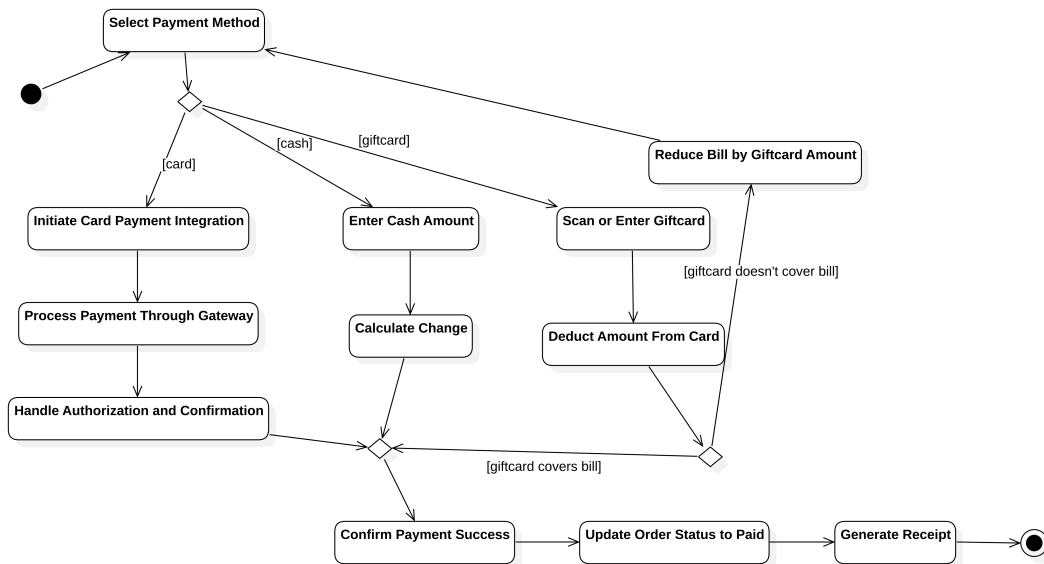 Select Payment Method
[card]
[cash]
[giftcard]
Reduce Bill by Giftcard Amount
Initiate Card Payment Integration
Enter Cash Amount
Scan or Enter Giftcard
[giftcard doesn't cover bill]
Process Payment Through Gateway
Calculate Change
Deduct Amount From Card
Handle Authorization and Confirmation
[giftcard covers bill]
Confirm Payment Success
Update Order Status to Paid
Generate Receipt